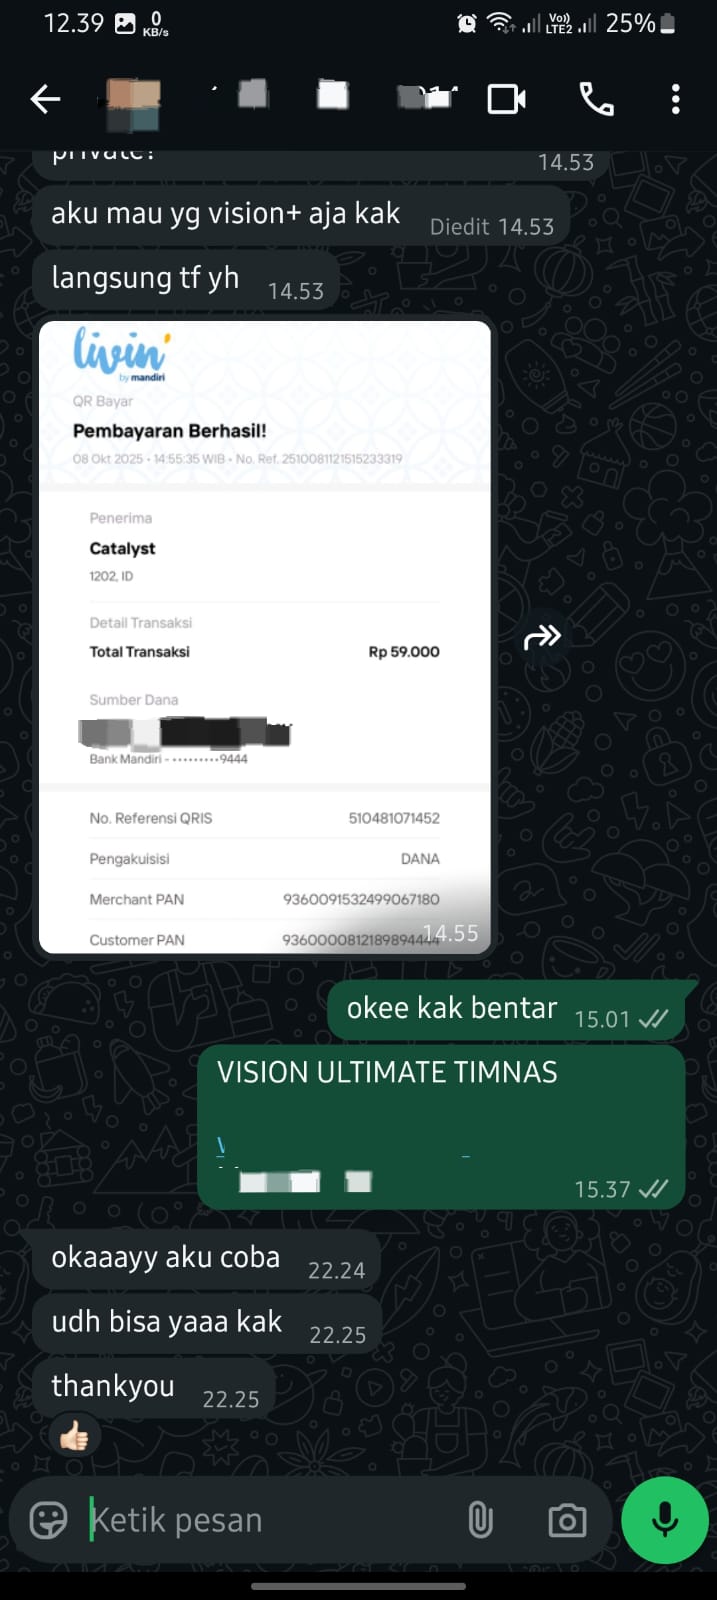 12.39 0 KB/s Vo) LTE2 25%
private? 14.53
aku mau yg vision+ aja kak Diedit 14.53
langsung tf yh 14.53
livin'
by mandiri
QR Bayar
Pembayaran Berhasil!
08 Okt 2025 • 14:55:35 WIB • No. Ref. 2510081121515233319
Penerima
Catalyst
1202, ID
Detail Transaksi
Total Transaksi Rp 59.000
Sumber Dana
Bank Mandiri - •••••••••9444
No. Referensi QRIS 510481071452
Pengakuisisi DANA
Merchant PAN 9360091532499067180
Customer PAN 9360000812189894444
14.55
okee kak bentar 15.01
VISION ULTIMATE TIMNAS
15.37
okaaayy aku coba 22.24
udh bisa yaaa kak 22.25
thankyou 22.25
Ketik pesan